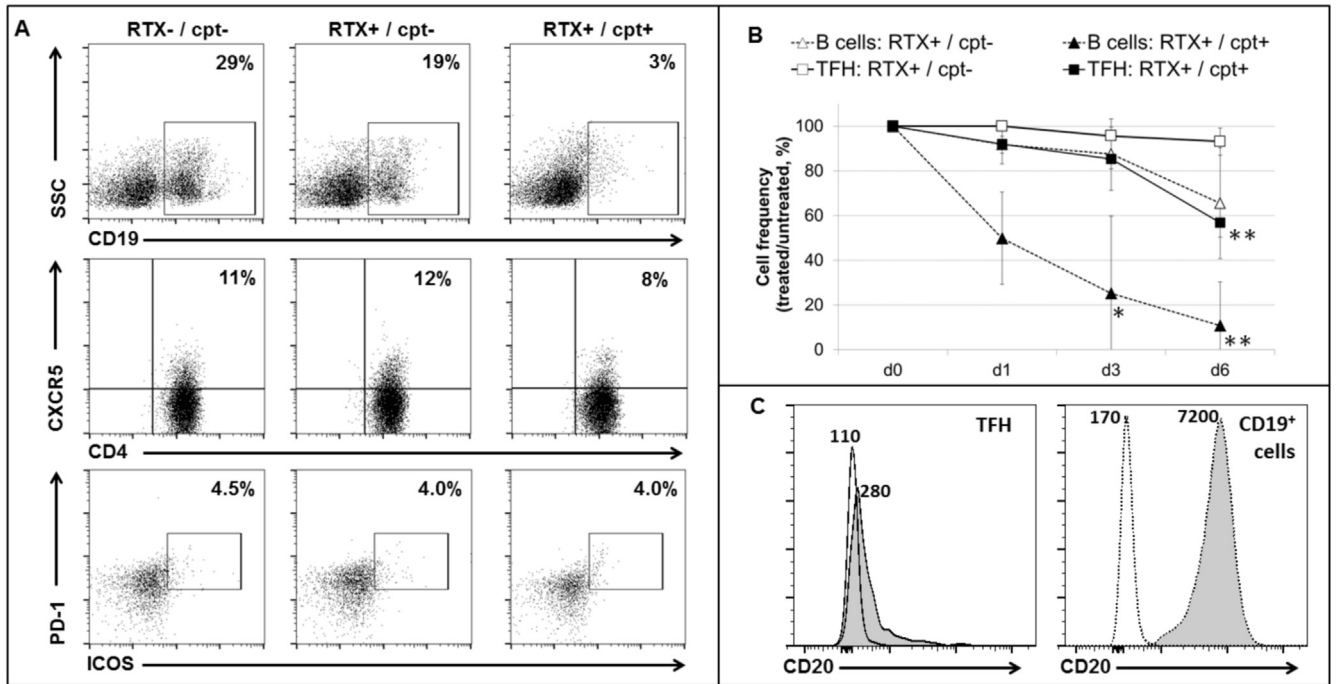 A
RTX- / cpt-
RTX+ / cpt-
RTX+ / cpt+
29%
19%
3%
SSC
CD19
11%
12%
8%
CXCR5
CD4
4.5%
4.0%
4.0%
PD-1
ICOS
B
B cells: RTX+ / cpt-
B cells: RTX+ / cpt+
TFH: RTX+ / cpt-
TFH: RTX+ / cpt+
Cell frequency
(treated/untreated, %)
100
80
60
40
20
0
d0
d1
d3
d6
**
*
**
C
TFH
110
280
CD20
CD19⁺
cells
170
7200
CD20